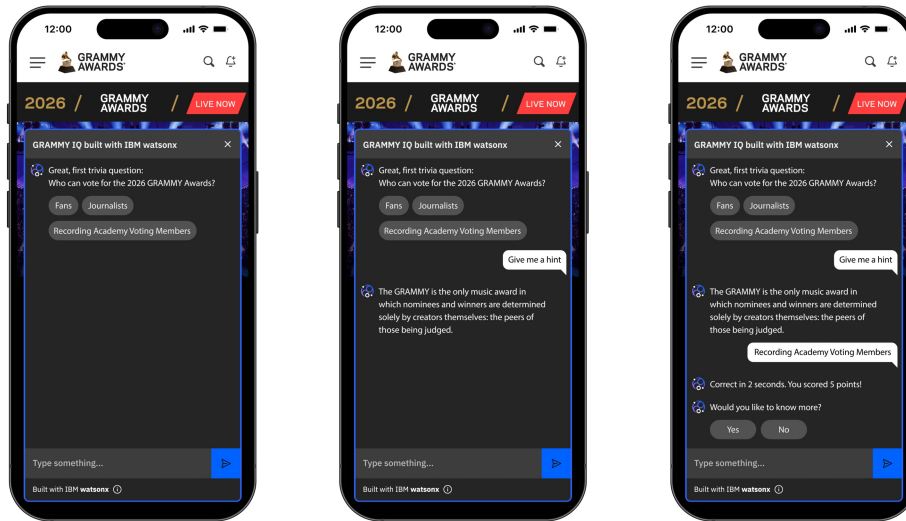 12:00
GRAMMY
AWARDS
2026 / GRAMMY
AWARDS / LIVE NOW
GRAMMY IQ built with IBM watsonx
Great, first trivia question:
Who can vote for the 2026 GRAMMY Awards?
Fans Journalists
Recording Academy Voting Members
Type something...
Built with IBM watsonx
12:00
GRAMMY
AWARDS
2026 / GRAMMY
AWARDS / LIVE NOW
GRAMMY IQ built with IBM watsonx
Great, first trivia question:
Who can vote for the 2026 GRAMMY Awards?
Fans Journalists
Recording Academy Voting Members
Give me a hint
The GRAMMY is the only music award in
which nominees and winners are determined
solely by creators themselves: the peers of
those being judged.
Type something...
Built with IBM watsonx
12:00
GRAMMY
AWARDS
2026 / GRAMMY
AWARDS / LIVE NOW
GRAMMY IQ built with IBM watsonx
Great, first trivia question:
Who can vote for the 2026 GRAMMY Awards?
Fans Journalists
Recording Academy Voting Members
Give me a hint
The GRAMMY is the only music award in
which nominees and winners are determined
solely by creators themselves: the peers of
those being judged.
Recording Academy Voting Members
Correct in 2 seconds. You scored 5 points!
Would you like to know more?
Yes No
Type something...
Built with IBM watsonx